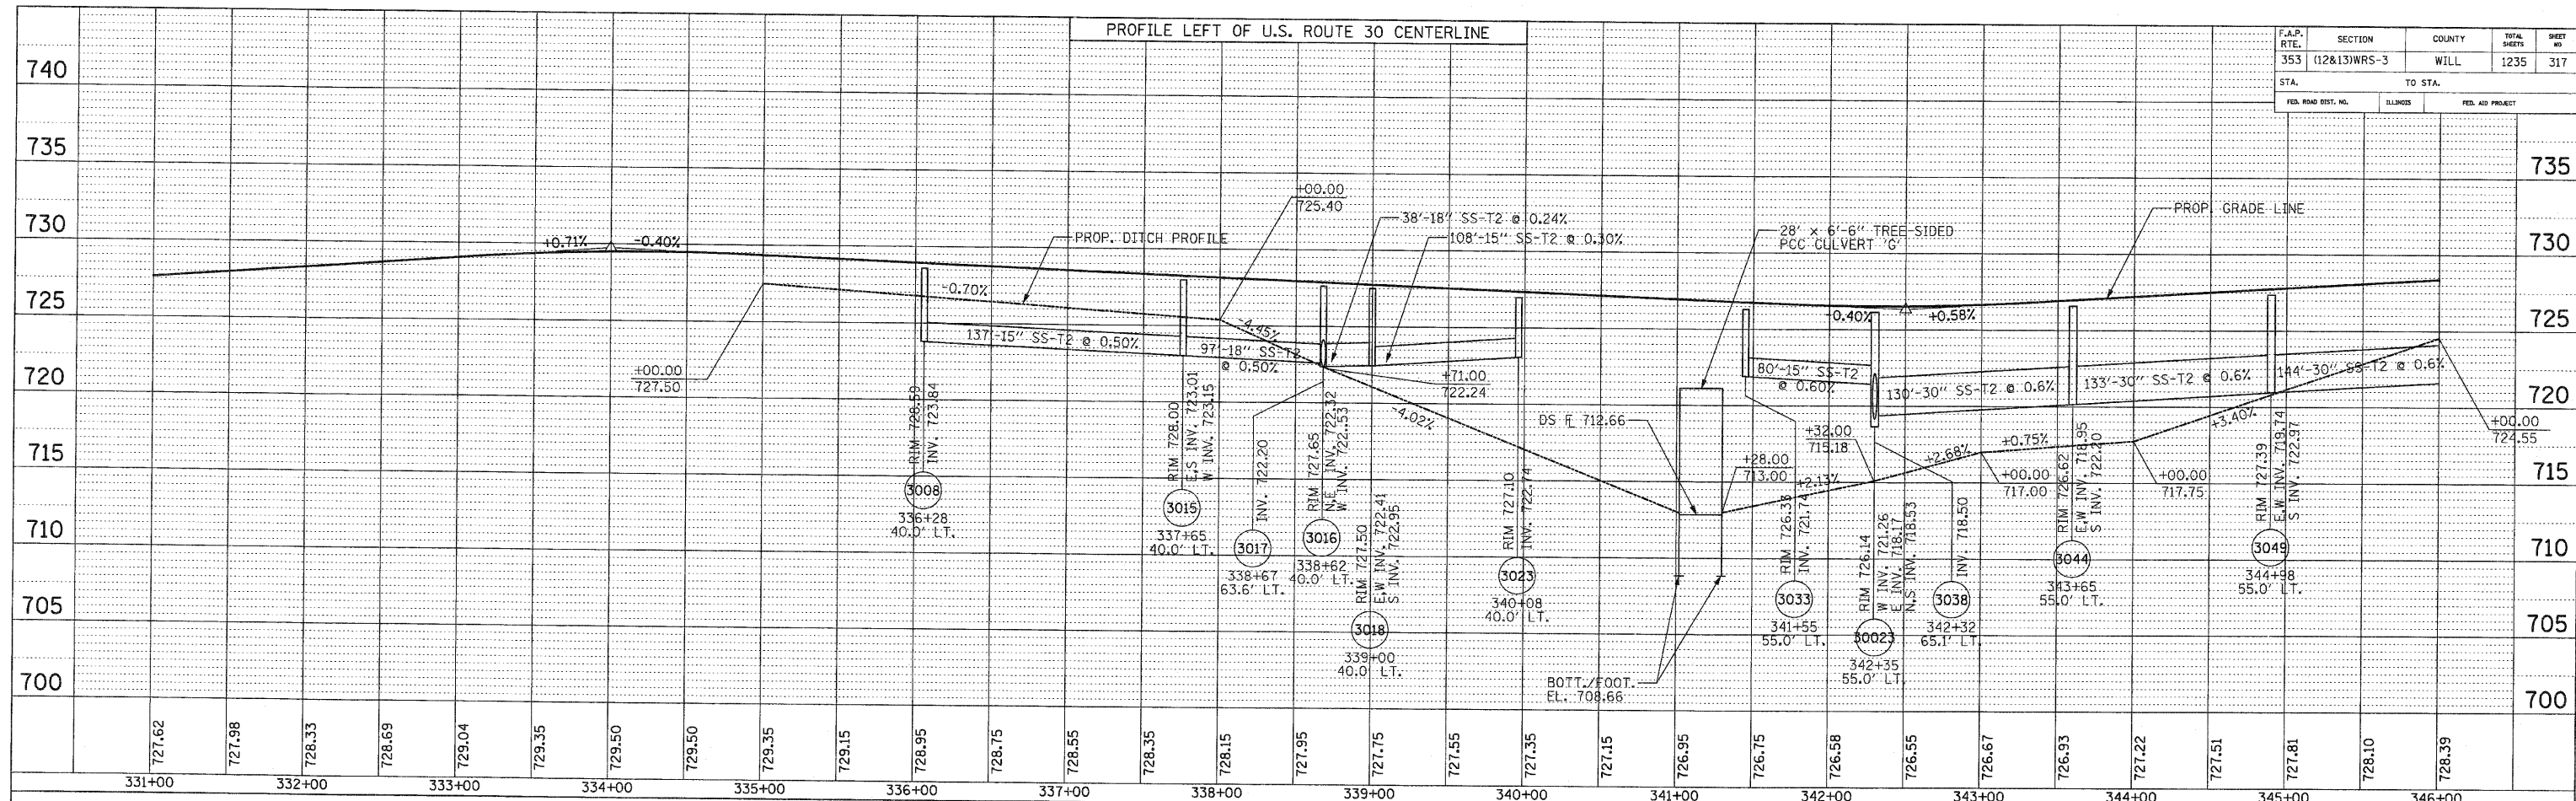 PROFILE LEFT OF U.S. ROUTE 30 CENTERLINE
F.A.P. RTE. SECTION COUNTY TOTAL SHEETS SHEET NO
353 (12&13)WRS-3 WILL 1235 317
STA. TO STA.
FED. ROAD DIST. NO. ILLINOIS FED. AID PROJECT
740
735
730
725
720
715
710
705
700
735
730
725
720
715
710
705
700
+0.71%
-0.40%
PROP. DITCH PROFILE
+00.00
725.40
38'-18" SS-T2 @ 0.24%
108'-15" SS-T2 @ 0.30%
28' x 6'-6" TREE-SIDED
PCC CULVERT 'G'
PROP. GRADE LINE
-0.70%
137'-15" SS-T2 @ 0.50%
97'-18" SS-T2
@ 0.50%
-4.45%
+00.00
727.50
+71.00
722.24
-4.02%
80'-15" SS-T2
@ 0.60%
-0.40%
+0.58%
130'-30" SS-T2 @ 0.6%
133'-30" SS-T2 @ 0.6%
144'-30" SS-T2 @ 0.6%
DS FL 712.66
+32.00
715.18
+28.00
713.00
+2.13%
+2.68%
+0.75%
+3.40%
+00.00
717.00
+00.00
717.75
+00.00
724.55
RIM 728.59
INV. 723.84
3008
336+28
40.0' LT.
RIM 728.00
E,S INV. 723.01
W INV. 723.15
3015
337+65
40.0' LT.
INV. 722.20
3017
338+67
63.6' LT.
RIM 727.65
N,E INV. 722.32
W INV. 722.53
3016
338+62
40.0' LT.
RIM 727.50
E,W INV. 722.41
S INV. 722.95
3018
339+00
40.0' LT.
RIM 727.10
INV. 722.74
3023
340+08
40.0' LT.
BOTT./FOOT.
EL. 708.66
RIM 726.33
INV. 721.74
3033
341+55
55.0' LT.
RIM 726.14
W INV. 721.26
E INV. 718.17
N,S INV. 718.53
30023
342+35
55.0' LT.
INV. 718.50
3038
342+32
65.1' LT.
RIM 726.62
E,W INV. 718.95
S INV. 722.20
3044
343+65
55.0' LT.
RIM 727.39
E,W INV. 719.74
S INV. 722.97
3049
344+98
55.0' LT.
727.62 727.98 728.33 728.69 729.04 729.35 729.50 729.50 729.35 729.15 728.95 728.75 728.55 728.35 728.15 727.95 727.75 727.55 727.35 727.15 726.95 726.75 726.58 726.55 726.67 726.93 727.22 727.51 727.81 728.10 728.39
331+00 332+00 333+00 334+00 335+00 336+00 337+00 338+00 339+00 340+00 341+00 342+00 343+00 344+00 345+00 346+00